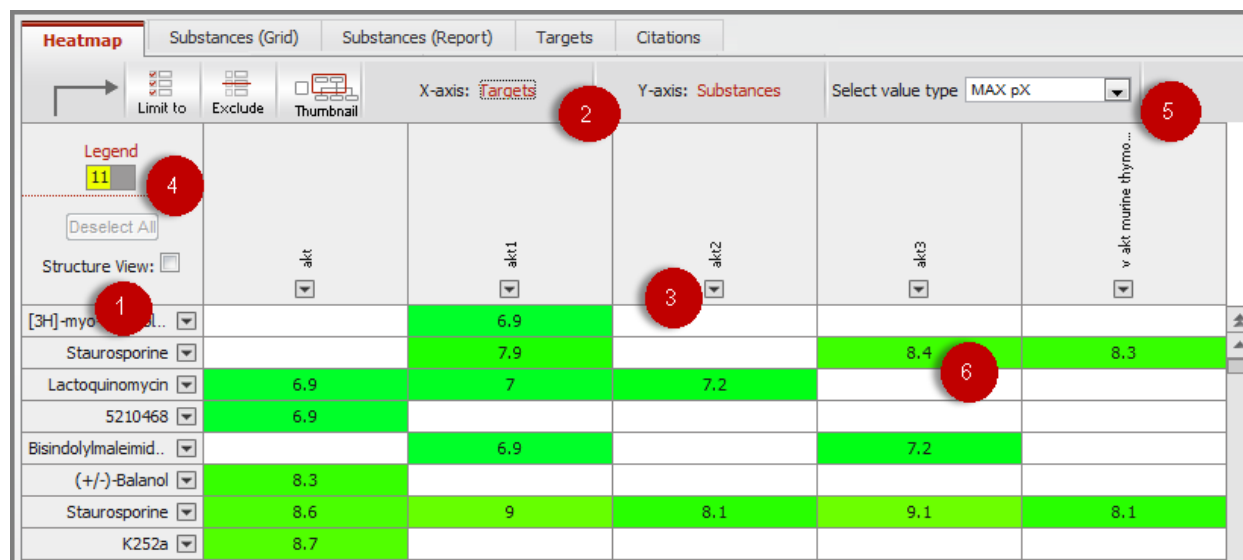 Heatmap Substances (Grid) Substances (Report) Targets Citations
Limit to Exclude Thumbnail X-axis: Targets 2 Y-axis: Substances Select value type MAX pX 5
Legend
11 4
Deselect All
Structure View:
akt akt1 akt2 akt3 v akt murine thymo...
1 3
[3H]-myo 6.9
Staurosporine 7.9 8.4 8.3
6
Lactoquinomycin 6.9 7 7.2
5210468 6.9
Bisindolylmaleimid.. 6.9 7.2
(+/-)-Balanol 8.3
Staurosporine 8.6 9 8.1 9.1 8.1
K252a 8.7